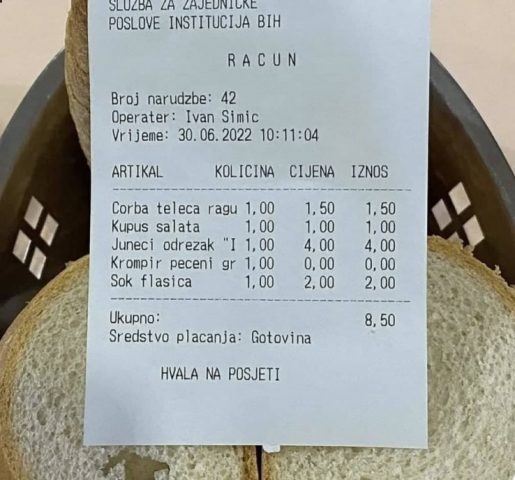 SLUZBA ZA ZAJEDNICKE
POSLOVE INSTITUCIJA BIH
R A C U N
Broj narudzbe: 42
Operater: Ivan Simic
Vrijeme: 30.06.2022 10:11:04
ARTIKAL KOLICINA CIJENA IZNOS
Corba teleca ragu 1,00 1,50 1,50
Kupus salata 1,00 1,00 1,00
Juneci odrezak "I 1,00 4,00 4,00
Krompir peceni gr 1,00 0,00 0,00
Sok flasica 1,00 2,00 2,00
Ukupno: 8,50
Sredstvo placanja: Gotovina
HVALA NA POSJETI